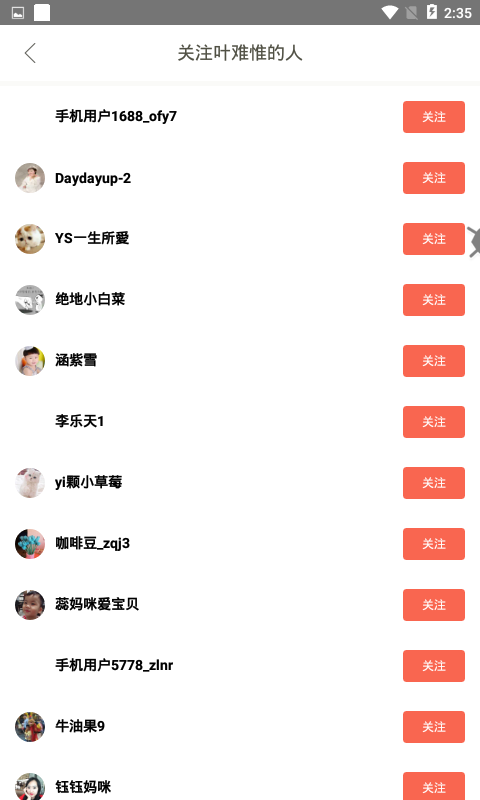 2:35
关注叶难惟的人
手机用户1688_ofy7
关注
Daydayup-2
关注
YS一生所愛
关注
绝地小白菜
关注
涵紫雪
关注
李乐天1
关注
yi颗小草莓
关注
咖啡豆_zqj3
关注
蕊妈咪爱宝贝
关注
手机用户5778_zlnr
关注
牛油果9
关注
钰钰妈咪
关注